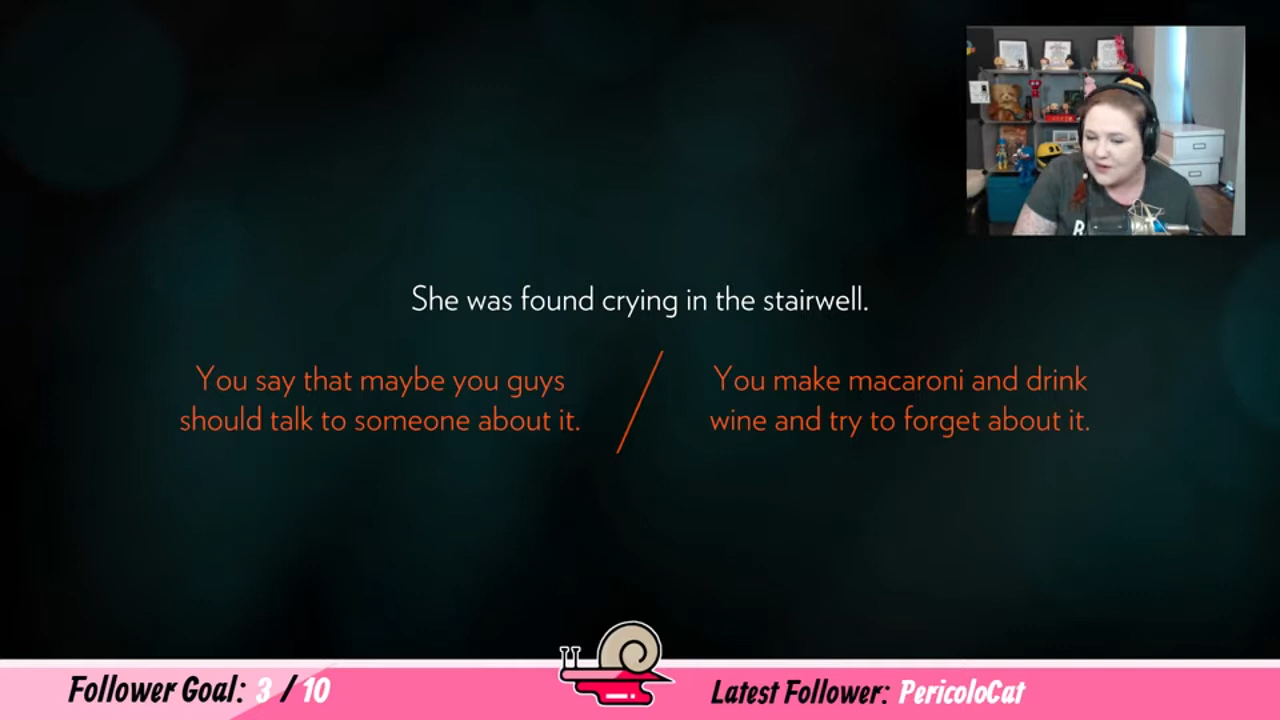 She was found crying in the stairwell.
You say that maybe you guys
should talk to someone about it.
You make macaroni and drink
wine and try to forget about it.
Follower Goal: 3 / 10
Latest Follower: PericoloCat